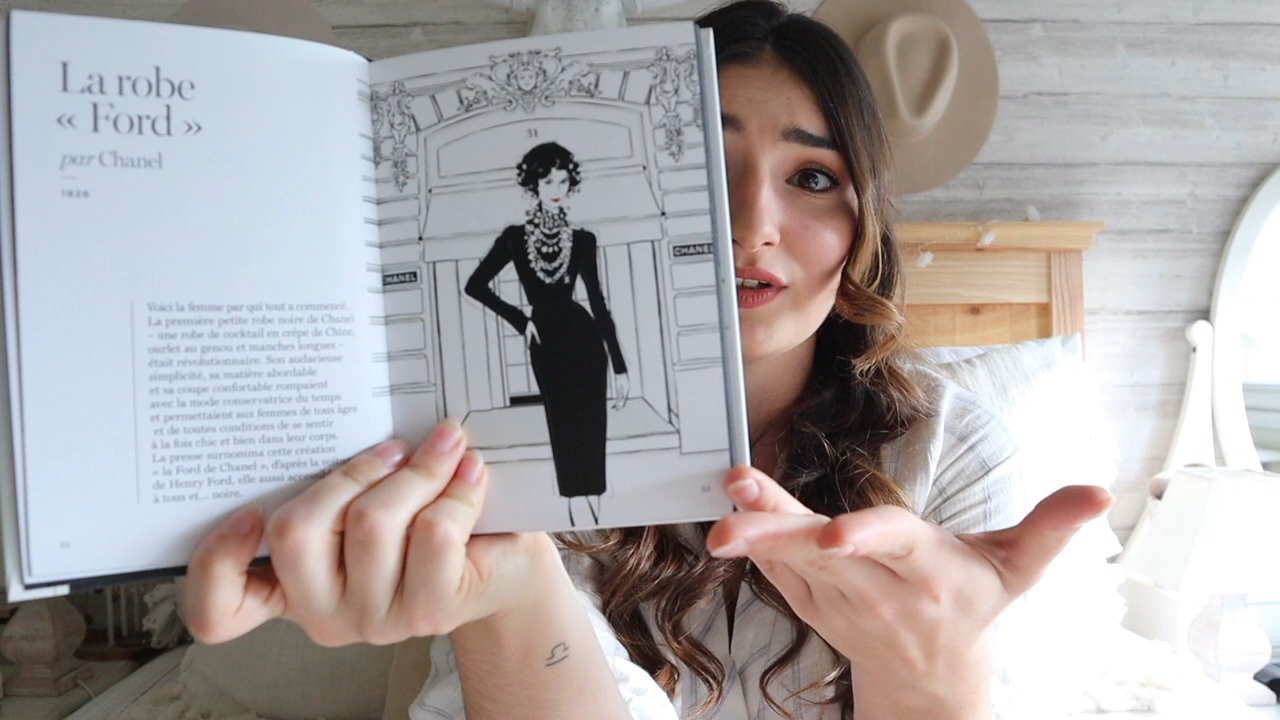 La robe
« Ford »
par Chanel
1926
Voici la femme par qui tout a commencé...
La première petite robe noire de Chanel
– une robe de cocktail en crêpe de Chine,
ourlet au genou et manches longues –
était révolutionnaire. Son audacieuse
simplicité, sa matière abordable
et sa coupe confortable rompaient
avec la mode conservatrice du temps
et permettaient aux femmes de tous âges
et de toutes conditions de se sentir
à la fois chic et bien dans leur corps.
La presse surnomma cette création
« la Ford de Chanel », d'après la
de Henry Ford, elle aussi
à tous et... noire.
31
CHANEL
CHANEL